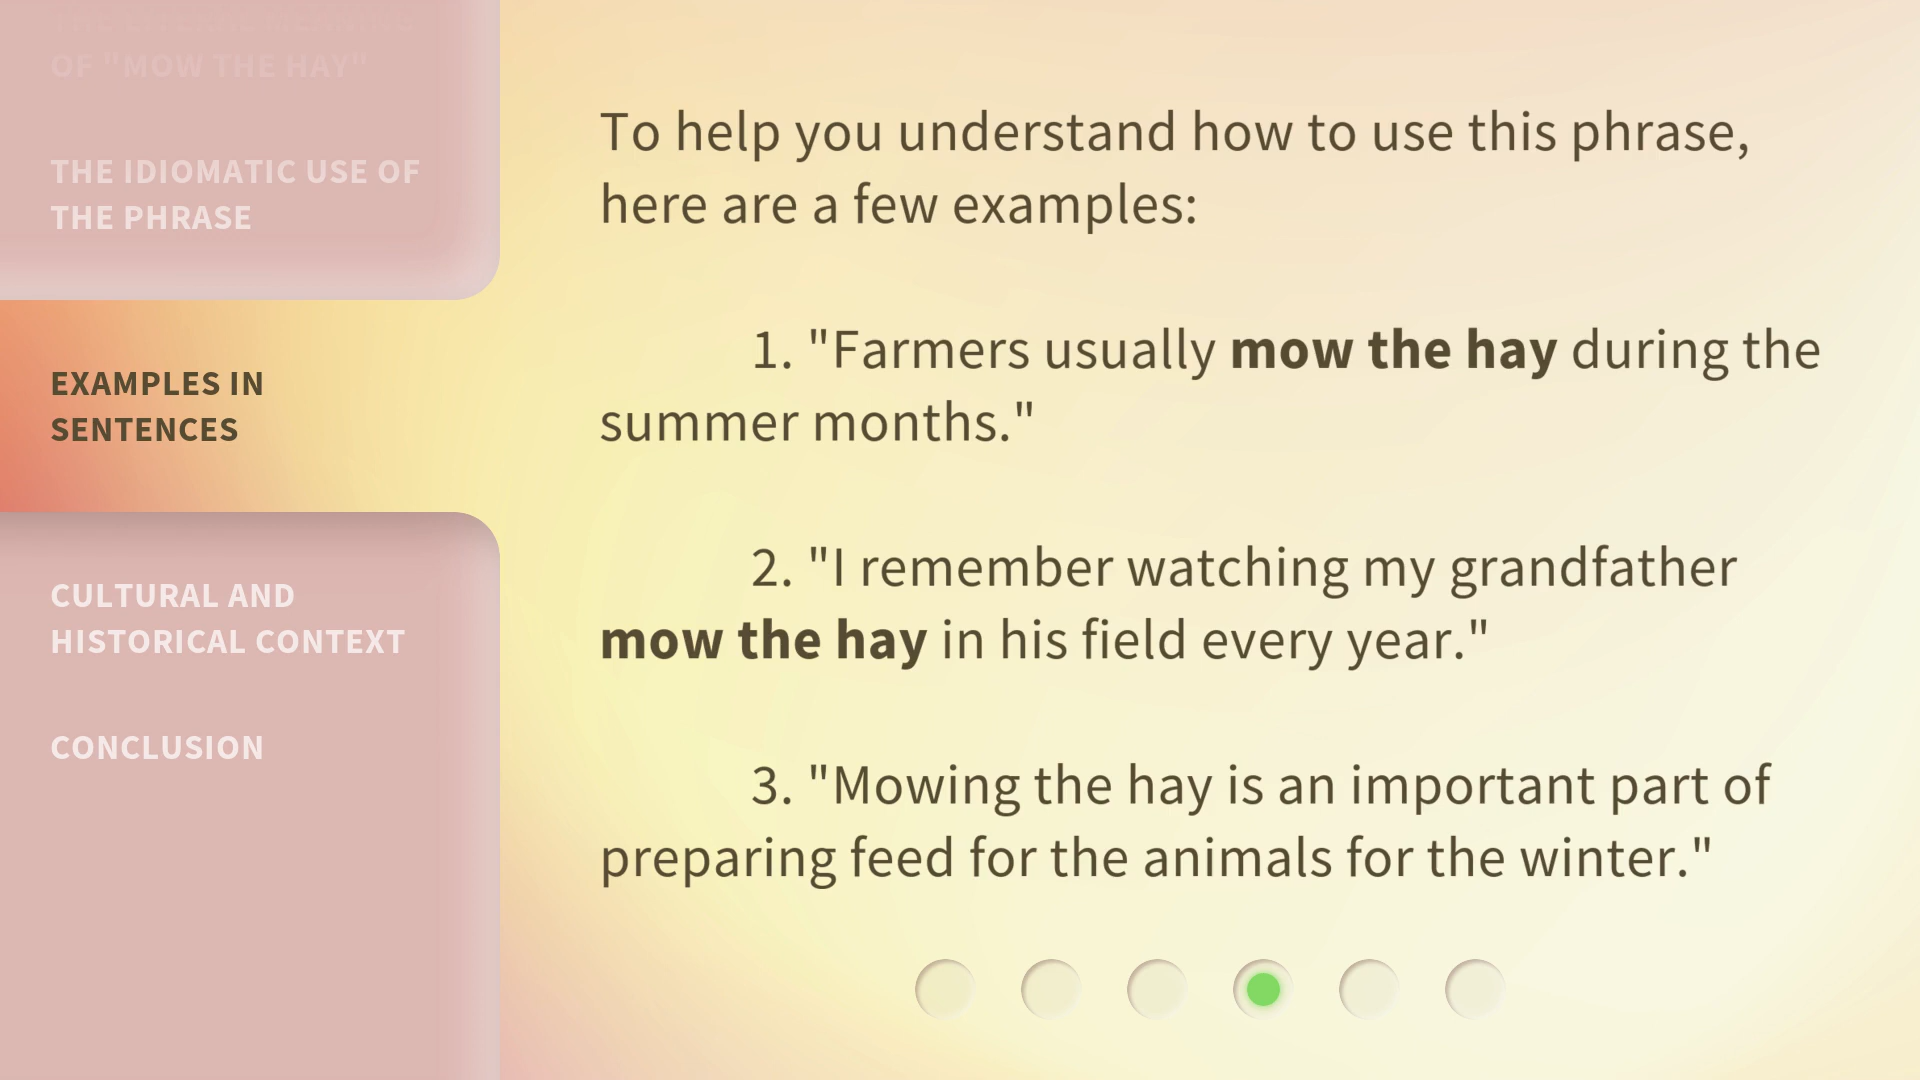 OF "MOW THE HAY"
THE IDIOMATIC USE OF
THE PHRASE
EXAMPLES IN
SENTENCES
CULTURAL AND
HISTORICAL CONTEXT
CONCLUSION
To help you understand how to use this phrase,
here are a few examples:
1. "Farmers usually mow the hay during the
summer months."
2. "I remember watching my grandfather
mow the hay in his field every year."
3. "Mowing the hay is an important part of
preparing feed for the animals for the winter."